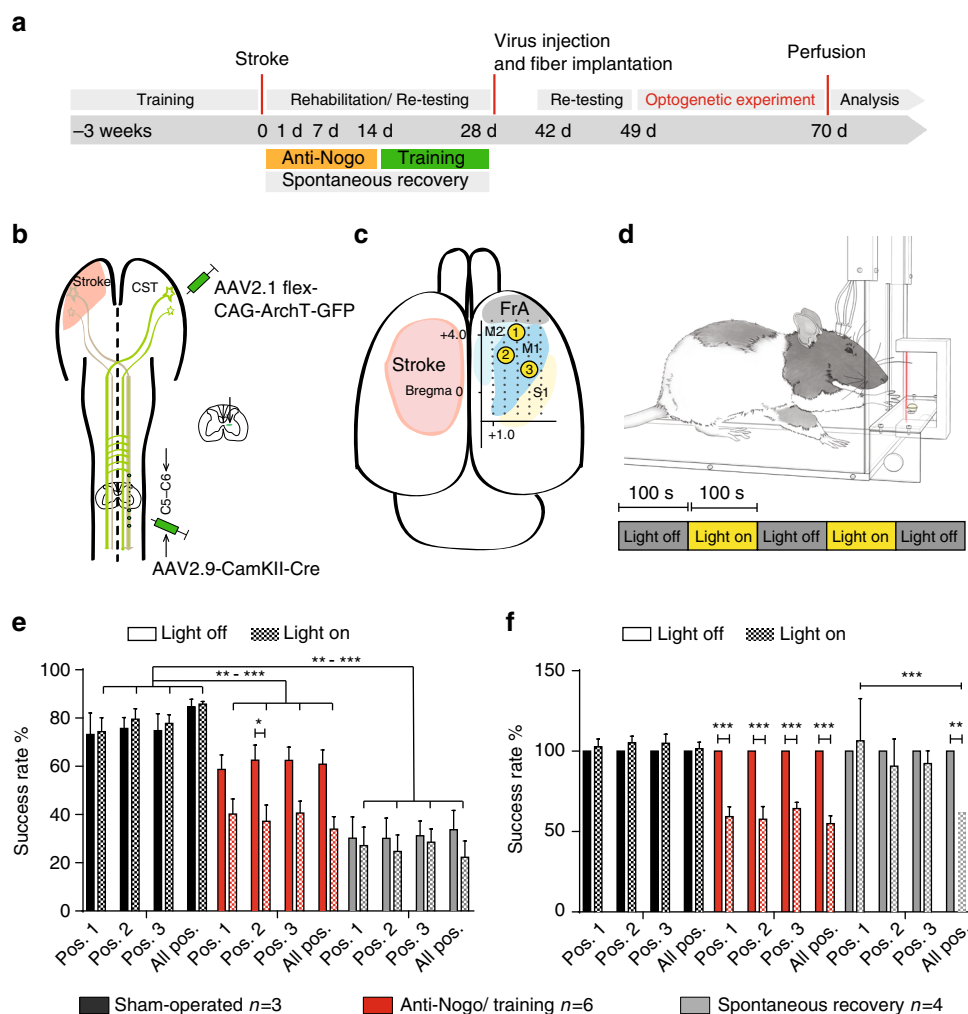 a
Stroke
Virus injection
and fiber implantation
Perfusion
Training
Rehabilitation/ Re-testing
Re-testing
Optogenetic experiment
Analysis
–3 weeks 0 1 d 7 d 14 d 28 d 42 d 49 d 70 d
Anti-Nogo Training
Spontaneous recovery
b
Stroke
CST
AAV2.1 flex-
CAG-ArchT-GFP
C5–C6
AAV2.9-CamKII-Cre
c
FrA
+4.0
M2
1
M1
2
3
Stroke
Bregma 0
S1
+1.0
d
100 s 100 s
Light off Light on Light off Light on Light off
e
Light off Light on
Success rate %
100
80
60
40
20
0
** - ***
** - ***
*
Pos. 1 Pos. 2 Pos. 3 All pos. Pos. 1 Pos. 2 Pos. 3 All pos. Pos. 1 Pos. 2 Pos. 3 All pos.
f
Light off Light on
Success rate %
150
100
50
0
***
*** *** *** *** **
Pos. 1 Pos. 2 Pos. 3 All pos. Pos. 1 Pos. 2 Pos. 3 All pos. Pos. 1 Pos. 2 Pos. 3 All pos.
Sham-operated n=3 Anti-Nogo/ training n=6 Spontaneous recovery n=4